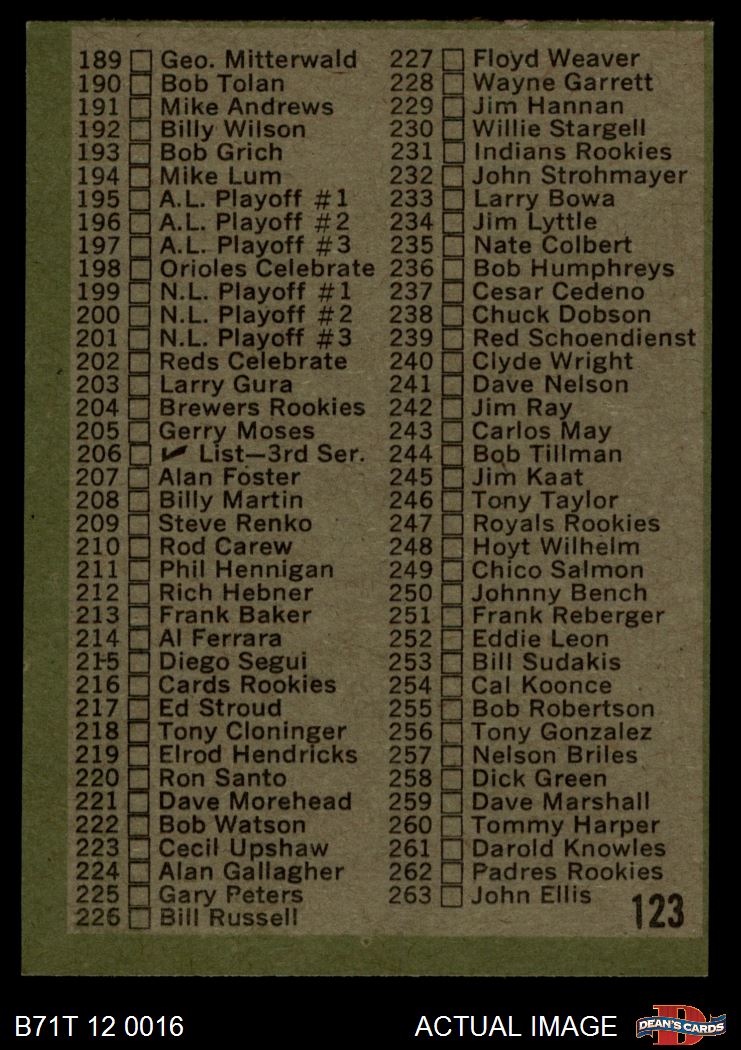 189 Geo. Mitterwald
190 Bob Tolan
191 Mike Andrews
192 Billy Wilson
193 Bob Grich
194 Mike Lum
195 A.L. Playoff #1
196 A.L. Playoff #2
197 A.L. Playoff #3
198 Orioles Celebrate
199 N.L. Playoff #1
200 N.L. Playoff #2
201 N.L. Playoff #3
202 Reds Celebrate
203 Larry Gura
204 Brewers Rookies
205 Gerry Moses
206 ✔ List—3rd Ser.
207 Alan Foster
208 Billy Martin
209 Steve Renko
210 Rod Carew
211 Phil Hennigan
212 Rich Hebner
213 Frank Baker
214 Al Ferrara
215 Diego Segui
216 Cards Rookies
217 Ed Stroud
218 Tony Cloninger
219 Elrod Hendricks
220 Ron Santo
221 Dave Morehead
222 Bob Watson
223 Cecil Upshaw
224 Alan Gallagher
225 Gary Peters
226 Bill Russell
227 Floyd Weaver
228 Wayne Garrett
229 Jim Hannan
230 Willie Stargell
231 Indians Rookies
232 John Strohmayer
233 Larry Bowa
234 Jim Lyttle
235 Nate Colbert
236 Bob Humphreys
237 Cesar Cedeno
238 Chuck Dobson
239 Red Schoendienst
240 Clyde Wright
241 Dave Nelson
242 Jim Ray
243 Carlos May
244 Bob Tillman
245 Jim Kaat
246 Tony Taylor
247 Royals Rookies
248 Hoyt Wilhelm
249 Chico Salmon
250 Johnny Bench
251 Frank Reberger
252 Eddie Leon
253 Bill Sudakis
254 Cal Koonce
255 Bob Robertson
256 Tony Gonzalez
257 Nelson Briles
258 Dick Green
259 Dave Marshall
260 Tommy Harper
261 Darold Knowles
262 Padres Rookies
263 John Ellis
123
B71T 12 0016
ACTUAL IMAGE
D
DEAN'S CARDS